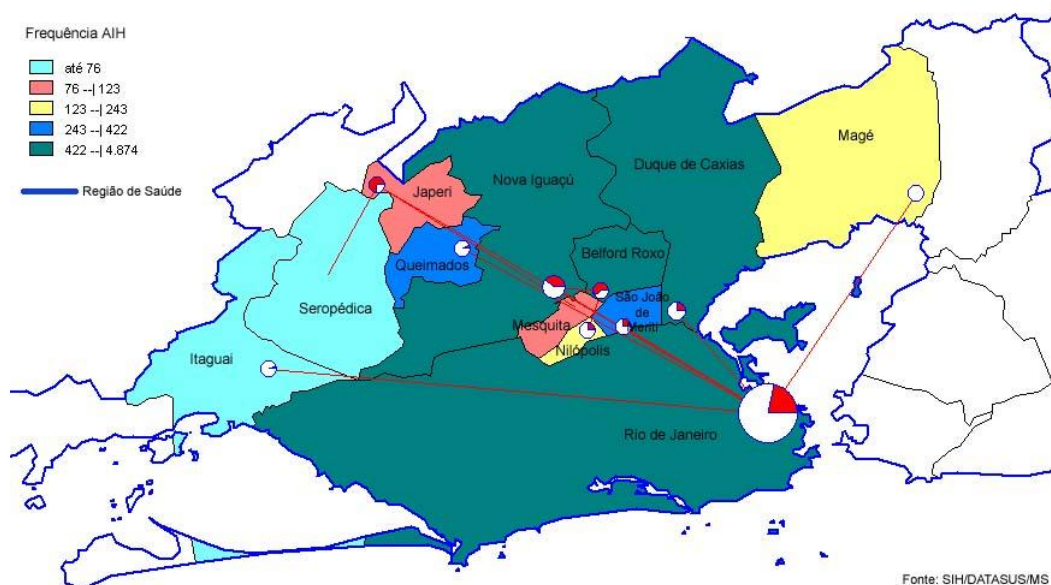 Frequência AIH
até 76
76 --| 123
123 --| 243
243 --| 422
422 --| 4.874
Região de Saúde
Magé
Duque de Caxias
Nova Iguaçú
Japeri
Belford Roxo
Queimados
Seropédica
São João
de
Meriti
Mesquita
Nilópolis
Itaguai
Rio de Janeiro
Fonte: SIH/DATASUS/MS